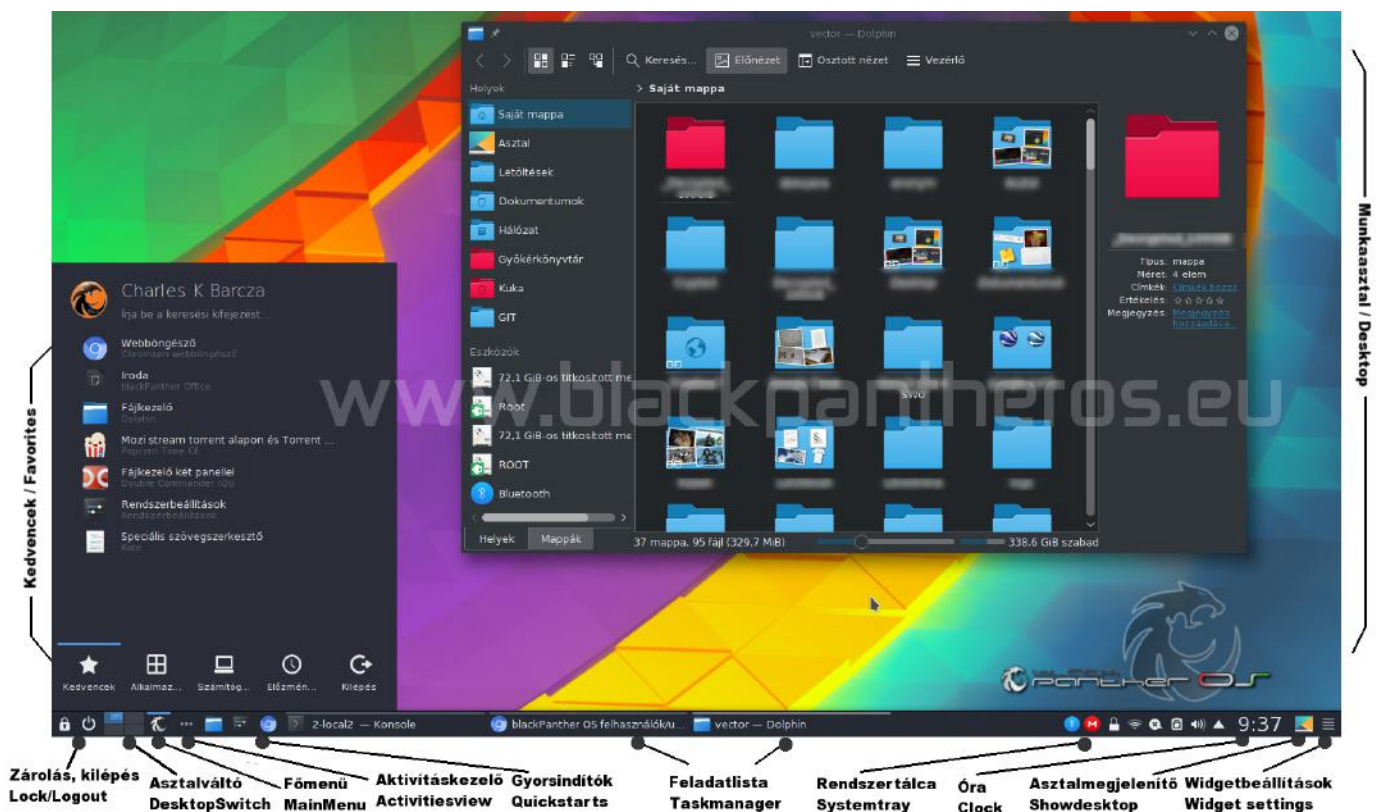 vector — Dolphin
Keresés...
Előnézet
Osztott nézet
Vezérlő
Helyek
> Saját mappa
Saját mappa
Asztal
Letöltések
Dokumentumok
Hálózat
Gyökérkönyvtár
Kuka
GIT
Eszközök
72,1 GiB-os titkosított me
Root
72,1 GiB-os titkosított me
ROOT
Bluetooth
Helyek
Mappák
SWO
Típus: mappa
Méret: 4 elem
Címkék: Címkék hozzá
Értékelés:
Megjegyzés: Megjegyzés
hozzáadása...
37 mappa, 95 fájl (329,7 MiB)
338,6 GiB szabad
Charles K Barcza
Írja be a keresési kifejezést...
Webböngésző
Chromium webböngésző
Iroda
blackPanther Office
Fájlkezelő
Dolphin
Mozi stream torrent alapon és Torrent ...
Popcorn Time CE
Fájlkezelő két panellel
Double Commander (Qt)
Rendszerbeállítások
Rendszerbeállítások
Speciális szövegszerkesztő
Kate
Kedvencek
Alkalmaz...
Számítóg...
Előzmén...
Kilépés
www.blackpantheros.eu
BLACK
Panther OS
2-local2 — Konsole
blackPanther OS felhasználók/u...
vector — Dolphin
9:37
Kedvencek / Favorites
Munkaasztal / Desktop
Zárolás, kilépés
Lock/Logout
Asztalváltó
DesktopSwitch
Főmenü
MainMenu
Aktivításkezelő
Activitiesview
Gyorsindítók
Quickstarts
Feladatlista
Taskmanager
Rendszertálca
Systemtray
Óra
Clock
Asztalmegjelenítő
Showdesktop
Widgetbeállítások
Widget settings